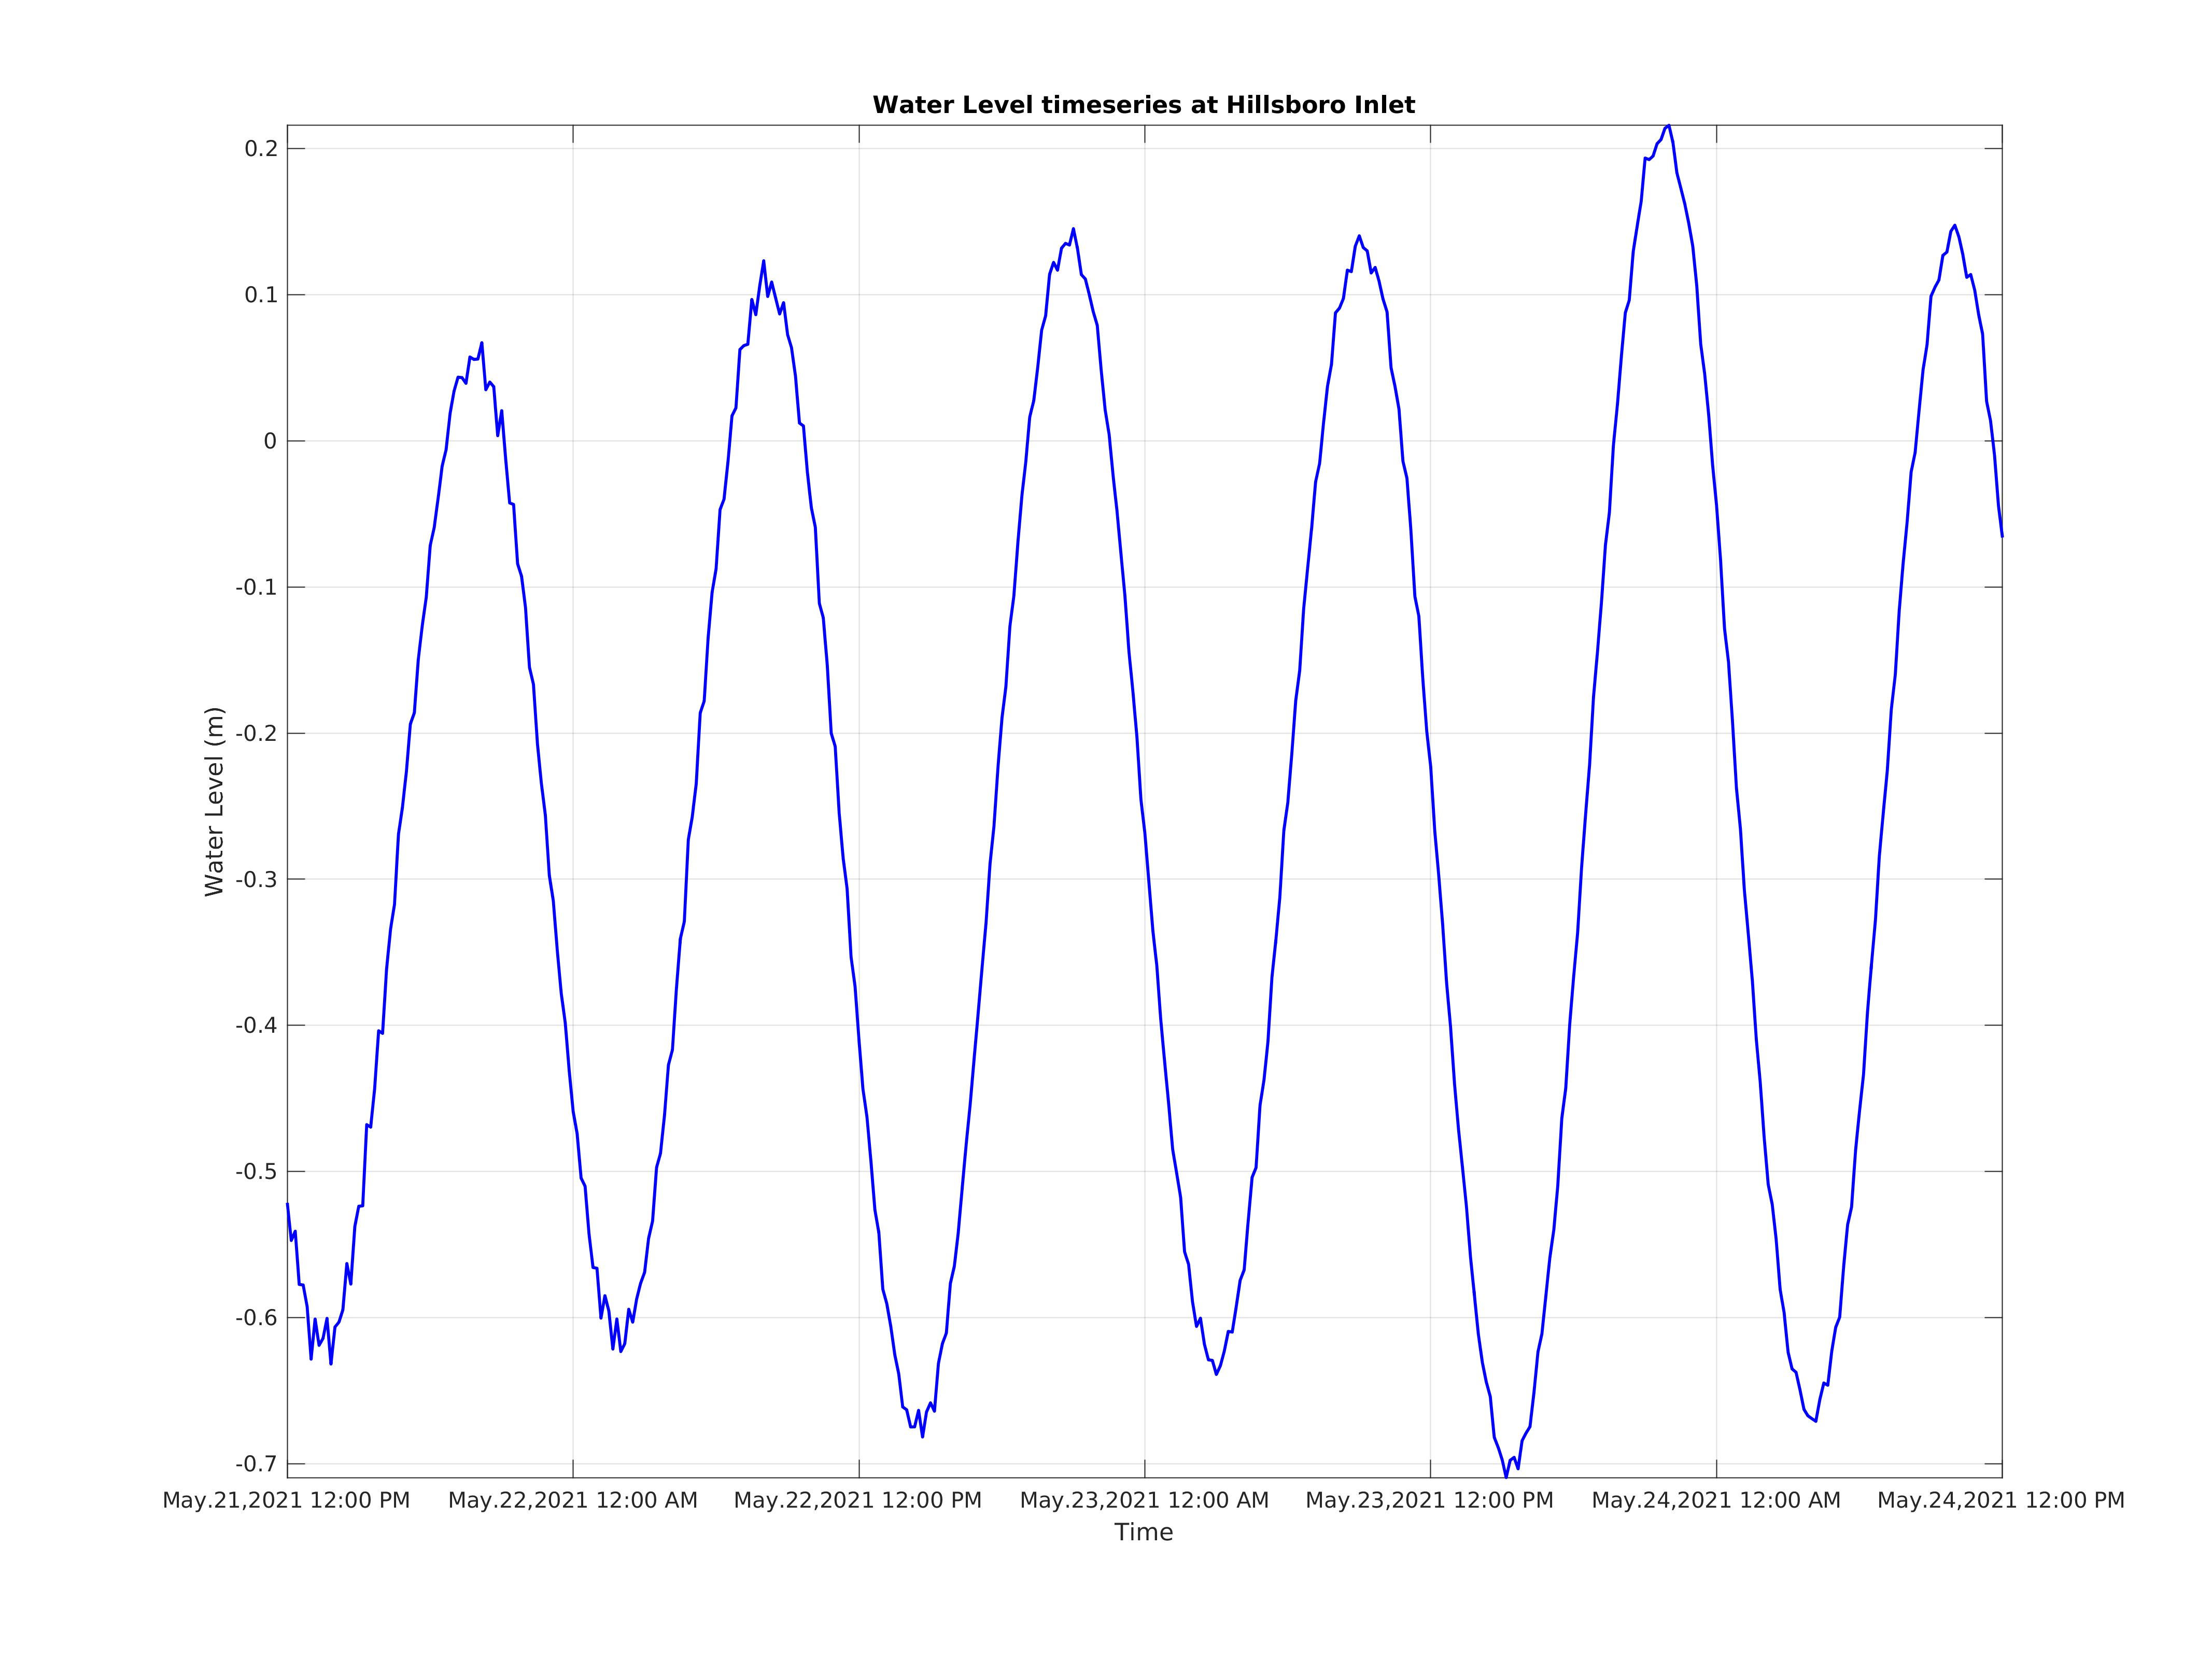 Water Level timeseries at Hillsboro Inlet
0.2
0.1
0
-0.1
-0.2
-0.3
-0.4
-0.5
-0.6
-0.7
Water Level (m)
May.21,2021 12:00 PM May.22,2021 12:00 AM May.22,2021 12:00 PM May.23,2021 12:00 AM May.23,2021 12:00 PM May.24,2021 12:00 AM May.24,2021 12:00 PM
Time